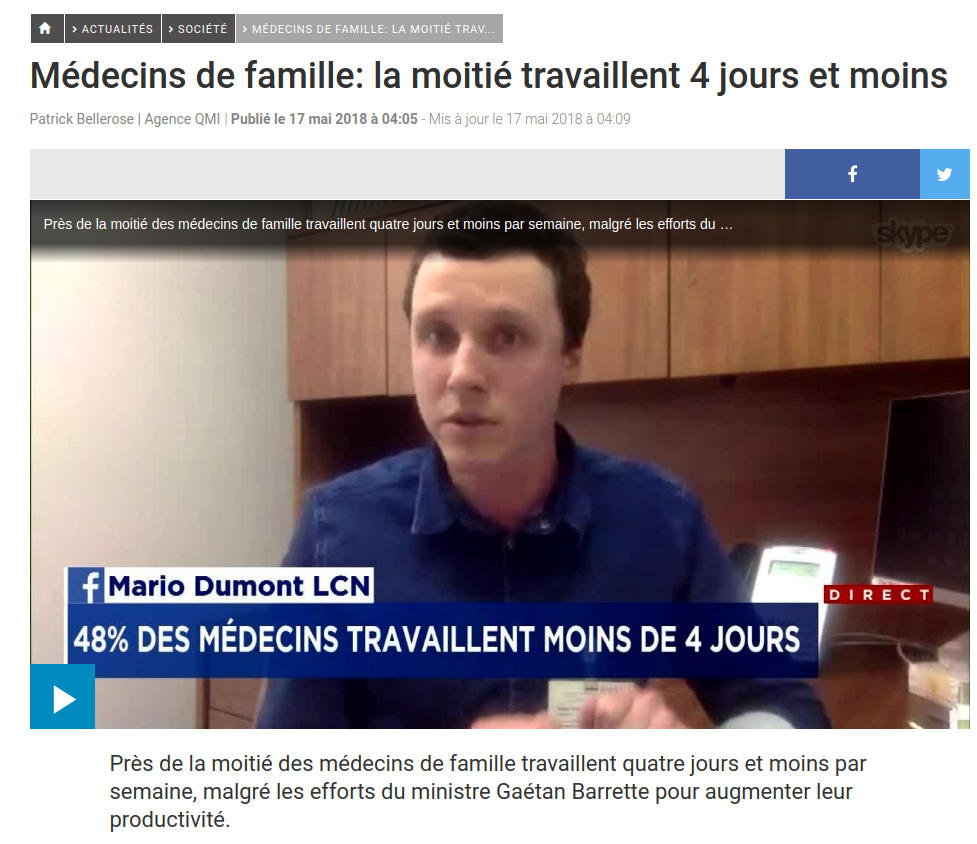 ACTUALITÉS
SOCIÉTÉ
MÉDECINS DE FAMILLE: LA MOITIÉ TRAV...
Médecins de famille: la moitié travaillent 4 jours et moins
Patrick Bellerose | Agence QMI | Publié le 17 mai 2018 à 04:05 - Mis à jour le 17 mai 2018 à 04:09
Près de la moitié des médecins de famille travaillent quatre jours et moins par semaine, malgré les efforts du ...
skype
Mario Dumont LCN
DIRECT
48% DES MÉDECINS TRAVAILLENT MOINS DE 4 JOURS
Près de la moitié des médecins de famille travaillent quatre jours et moins par
semaine, malgré les efforts du ministre Gaétan Barrette pour augmenter leur
productivité.